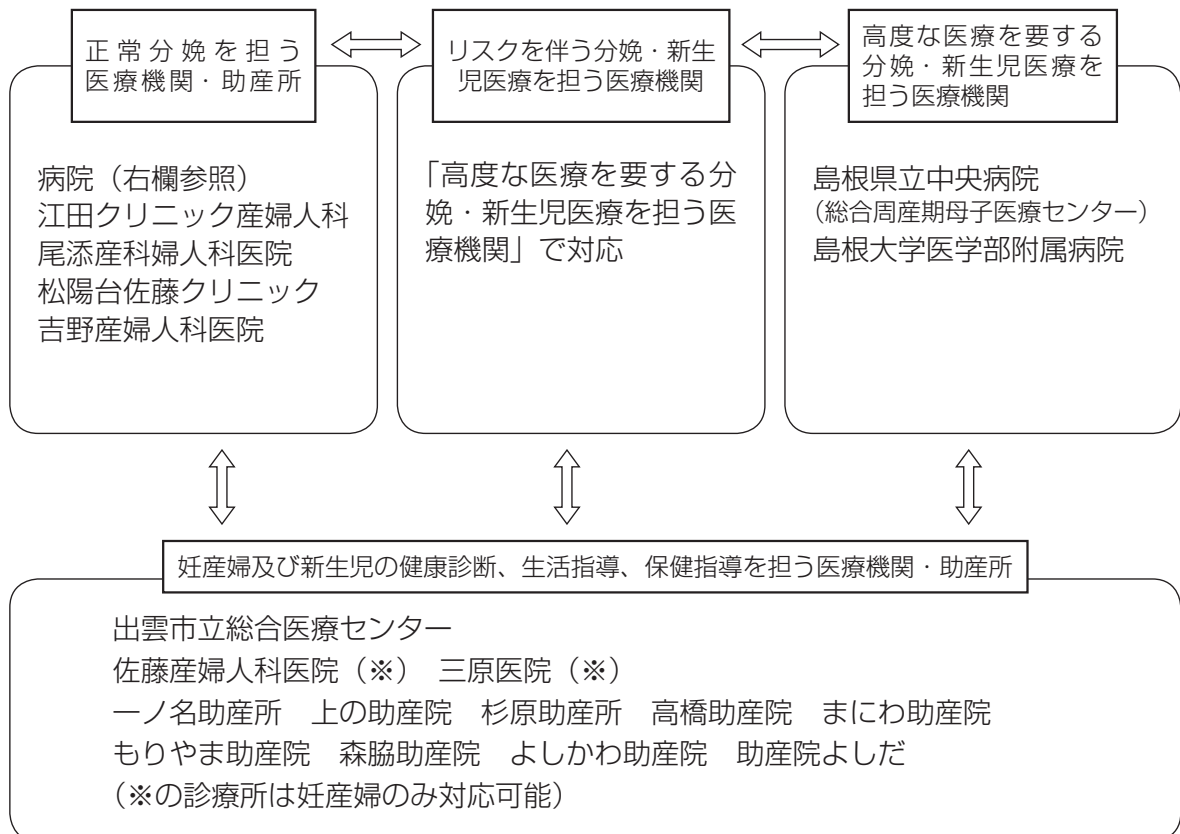 正常分娩を担う
医療機関・助産所
リスクを伴う分娩・新生
児医療を担う医療機関
高度な医療を要する
分娩・新生児医療を
担う医療機関
病院（右欄参照）
江田クリニック産婦人科
尾添産科婦人科医院
松陽台佐藤クリニック
吉野産婦人科医院
「高度な医療を要する分
娩・新生児医療を担う医
療機関」で対応
島根県立中央病院
（総合周産期母子医療センター）
島根大学医学部附属病院
妊産婦及び新生児の健康診断、生活指導、保健指導を担う医療機関・助産所
出雲市立総合医療センター
佐藤産婦人科医院（※）　三原医院（※）
一ノ名助産所　上の助産院　杉原助産所　高橋助産院　まにわ助産院
もりやま助産院　森脇助産院　よしかわ助産院　助産院よしだ
（※の診療所は妊産婦のみ対応可能）